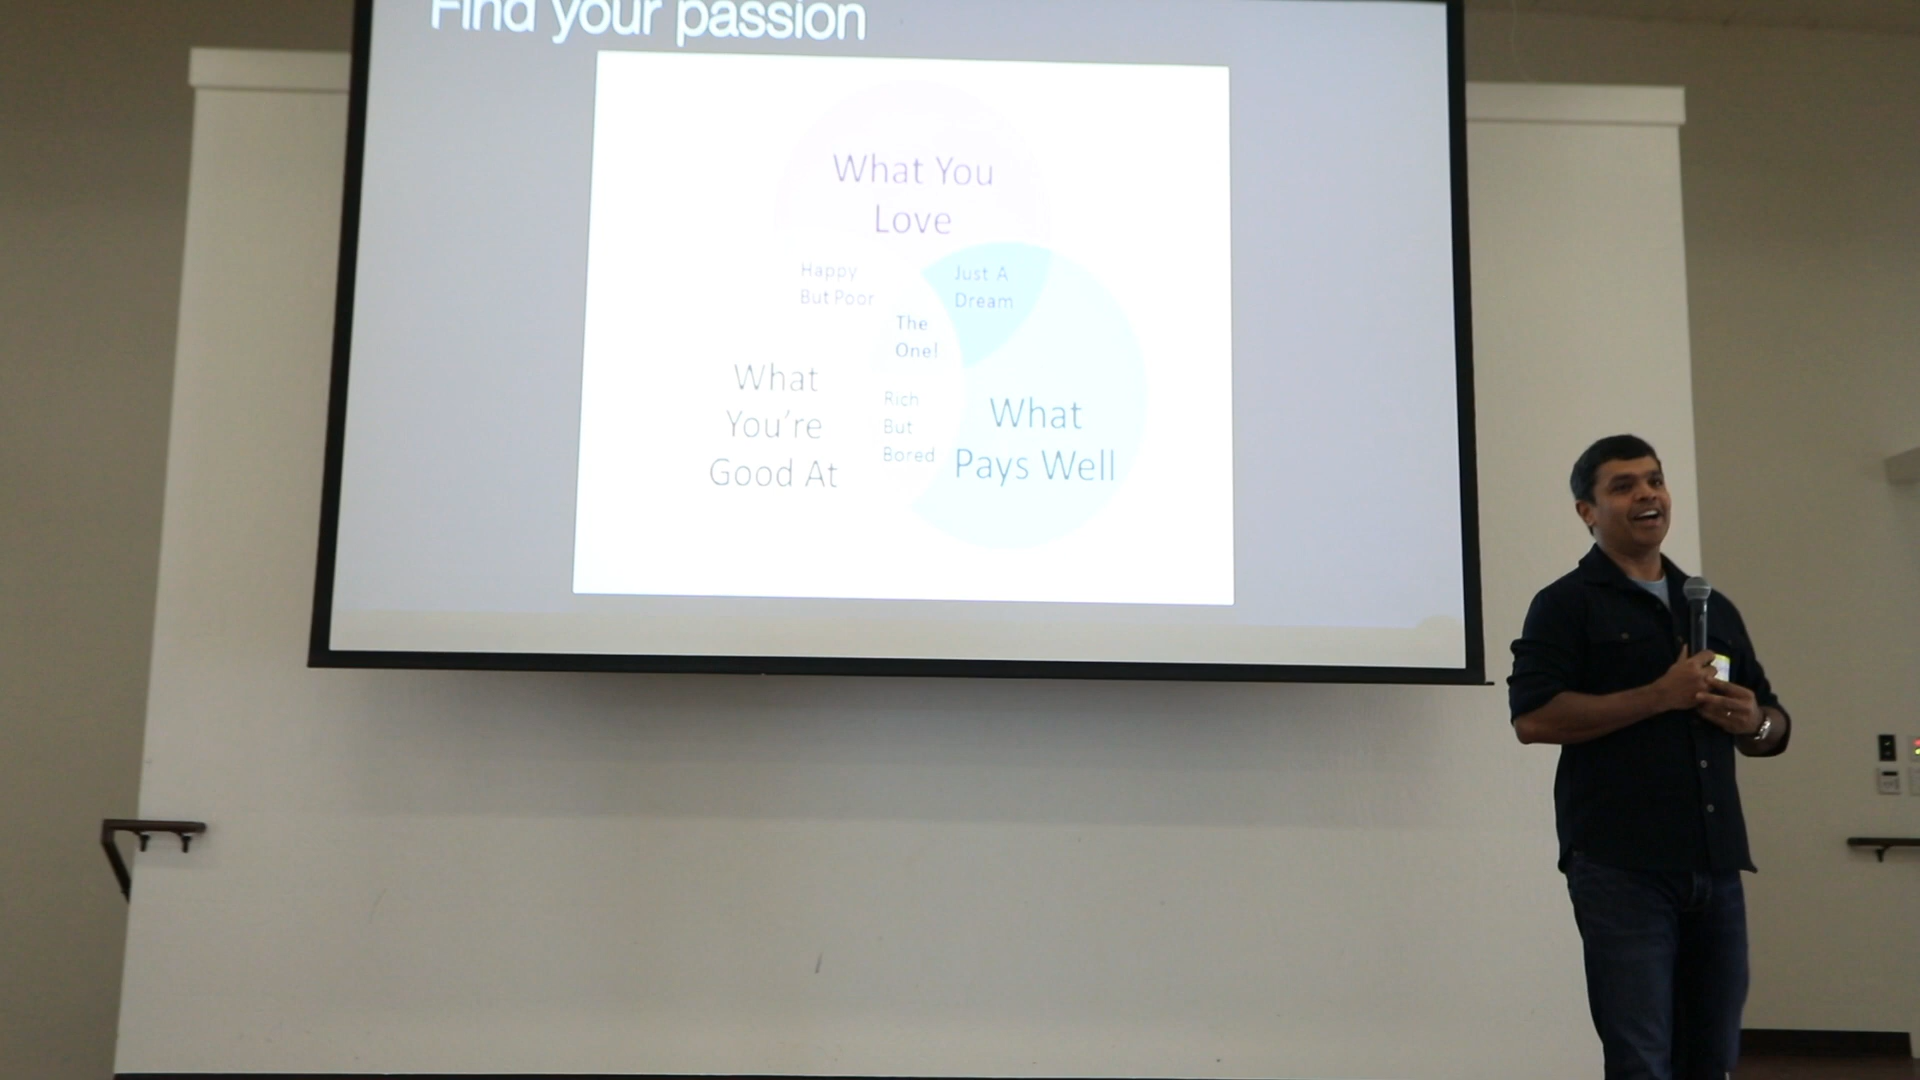 Find your passion
What You
Love
Happy
But Poor
Just A
Dream
The
One!
What
You're
Good At
Rich
But
Bored
What
Pays Well